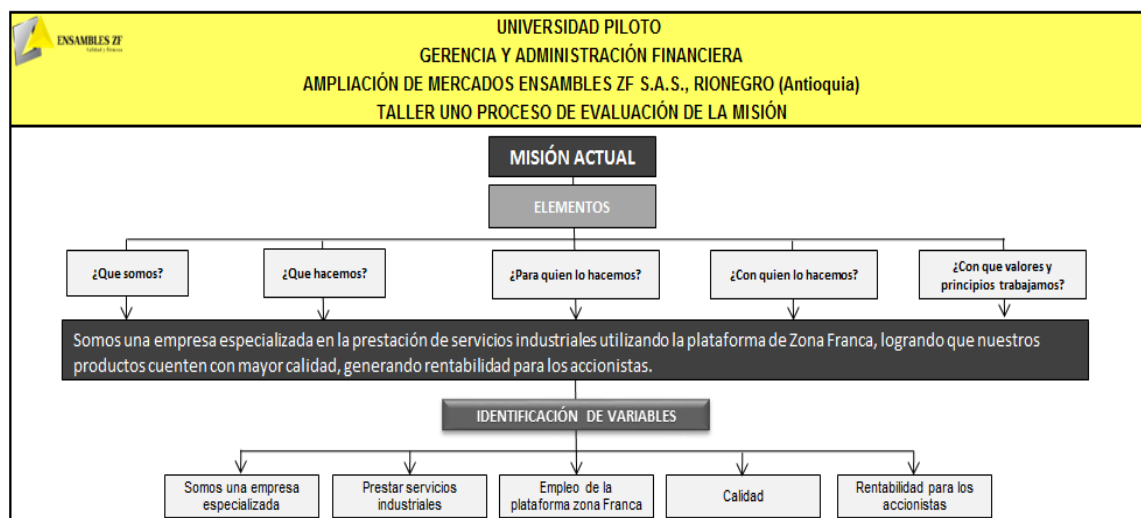 ENSAMBLES ZF
UNIVERSIDAD PILOTO
GERENCIA Y ADMINISTRACIÓN FINANCIERA
AMPLIACIÓN DE MERCADOS ENSAMBLES ZF S.A.S., RIONEGRO (Antioquia)
TALLER UNO PROCESO DE EVALUACIÓN DE LA MISIÓN
MISIÓN ACTUAL
ELEMENTOS
¿Que somos?
¿Que hacemos?
¿Para quien lo hacemos?
¿Con quien lo hacemos?
¿Con que valores y
principios trabajamos?
Somos una empresa especializada en la prestación de servicios industriales utilizando la plataforma de Zona Franca, logrando que nuestros
productos cuenten con mayor calidad, generando rentabilidad para los accionistas.
IDENTIFICACIÓN DE VARIABLES
Somos una empresa
especializada
Prestar servicios
industriales
Empleo de la
plataforma zona Franca
Calidad
Rentabilidad para los
accionistas